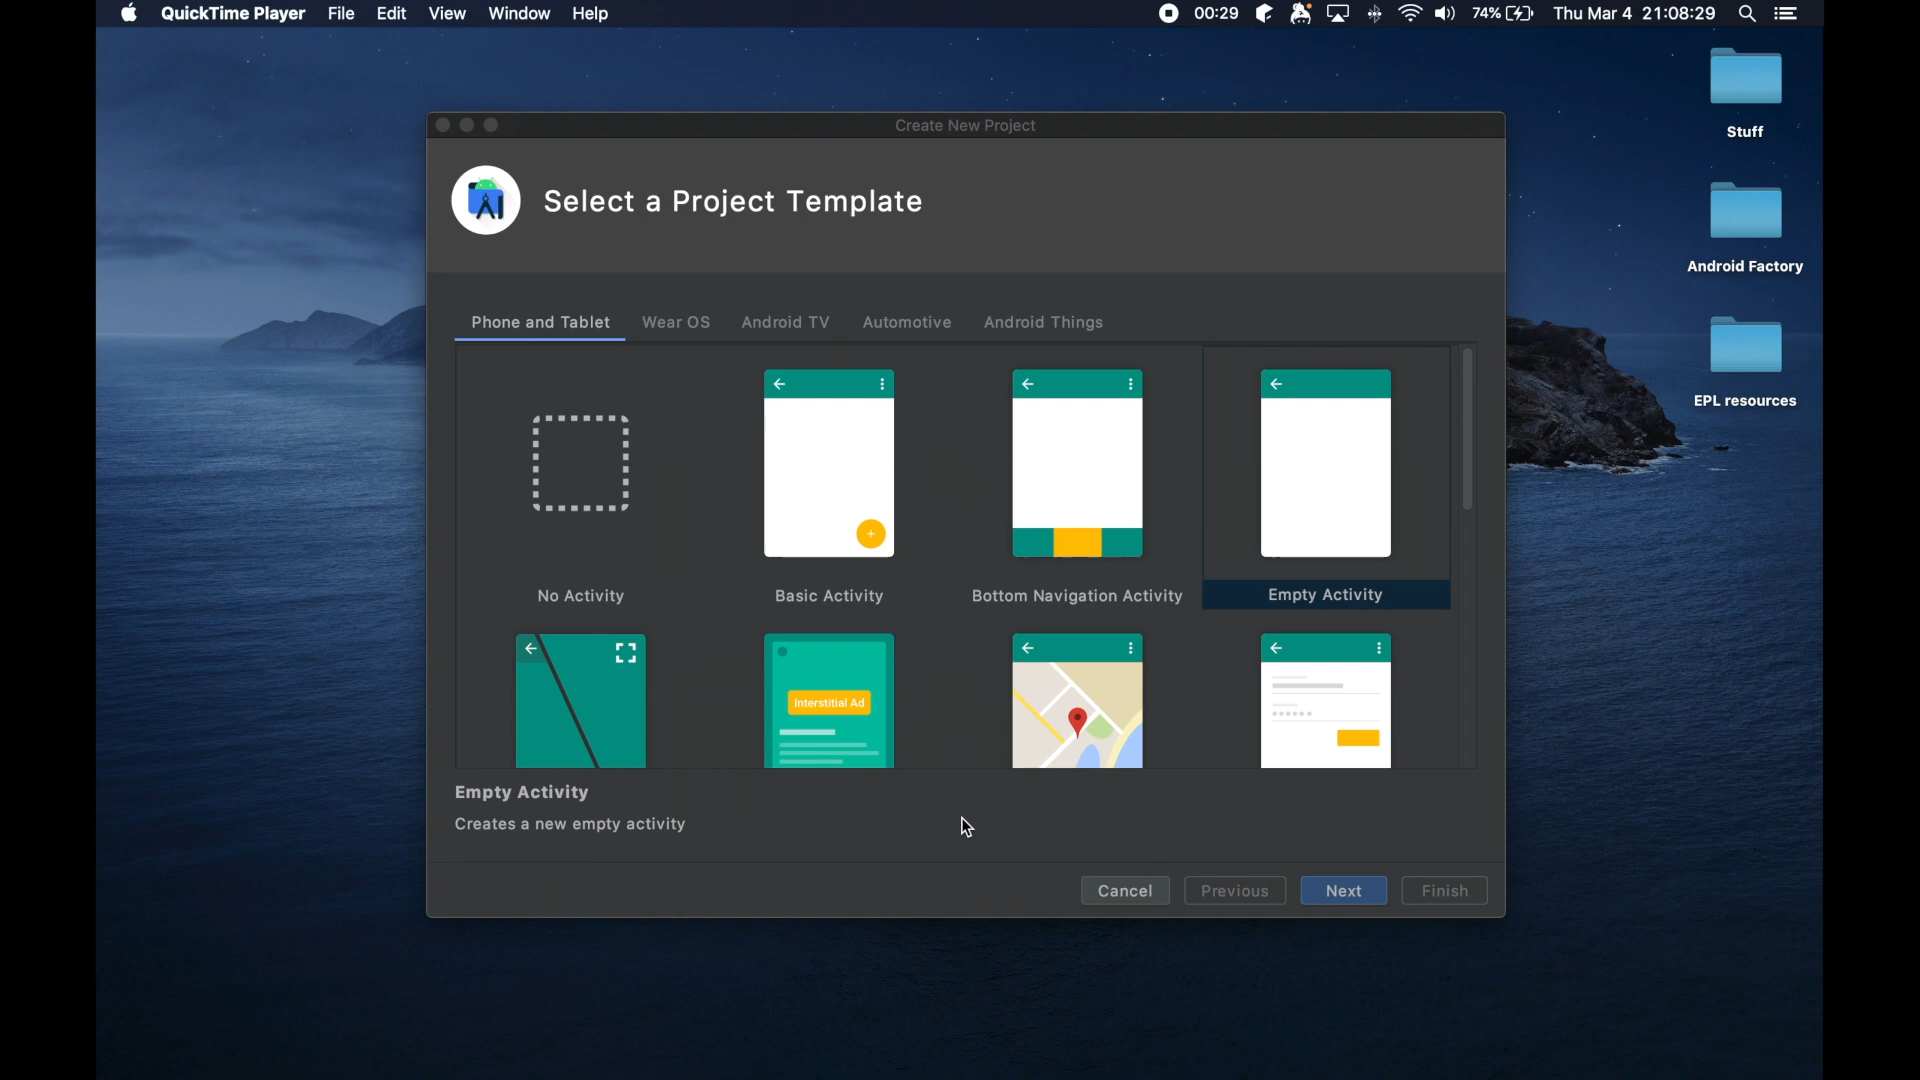 QuickTime Player File Edit View Window Help 00:29 74% Thu Mar 4 21:08:29
Stuff
Android Factory
EPL resources
Create New Project
Select a Project Template
Phone and Tablet Wear OS Android TV Automotive Android Things
No Activity Basic Activity Bottom Navigation Activity Empty Activity
Interstitial Ad
Empty Activity
Creates a new empty activity
Cancel Previous Next Finish